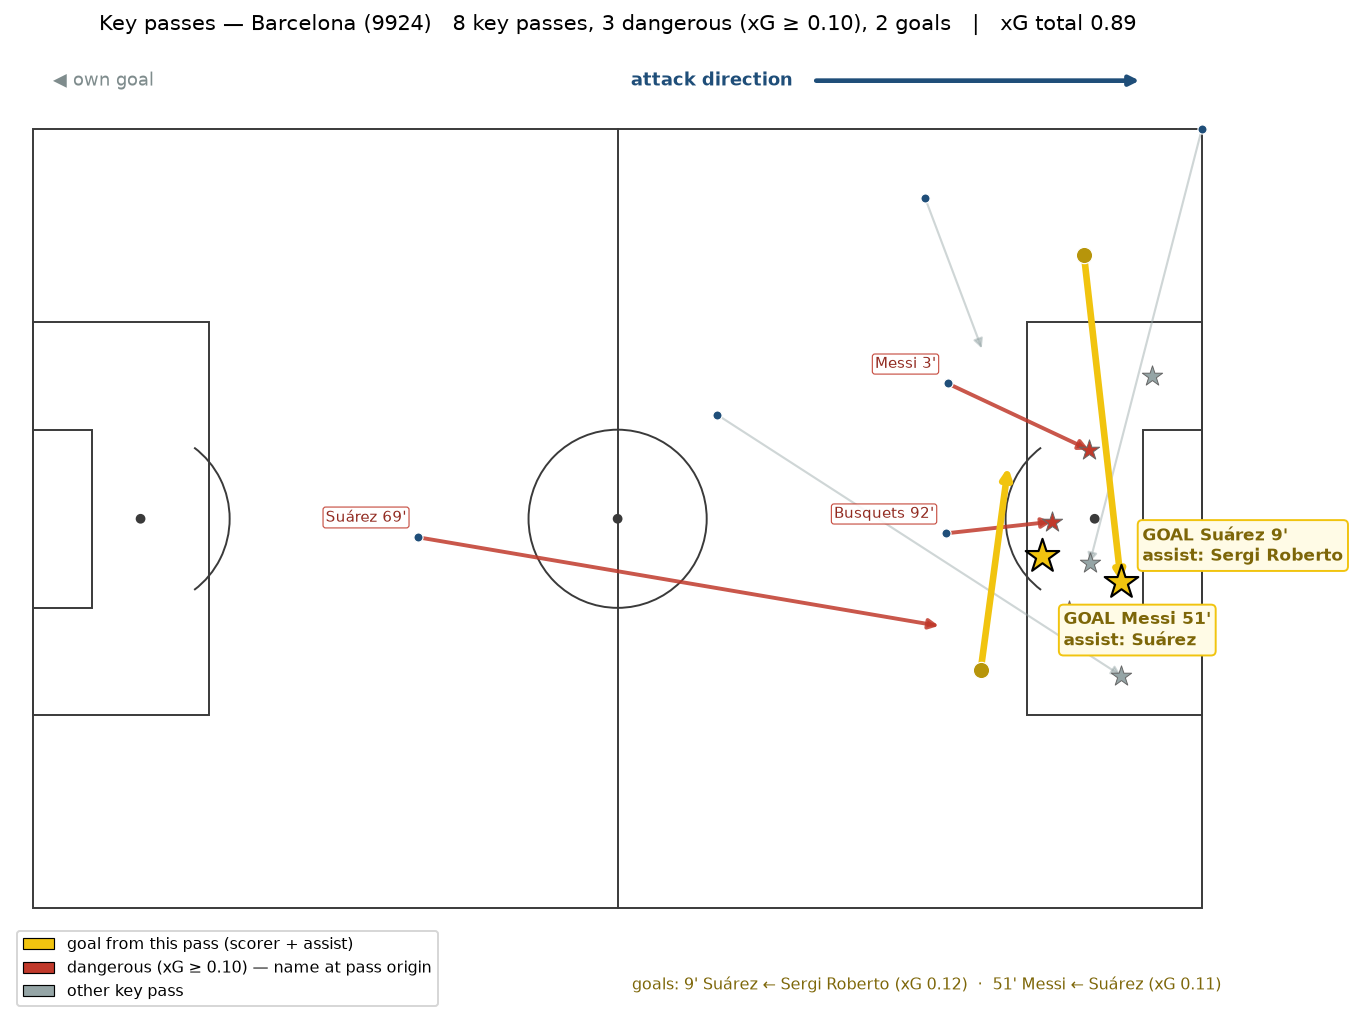 Key passes — Barcelona (9924)   8 key passes, 3 dangerous (xG ≥ 0.10), 2 goals   |   xG total 0.89
◄ own goal
attack direction
Messi 3'
Suárez 69'
Busquets 92'
GOAL Suárez 9'
assist: Sergi Roberto
GOAL Messi 51'
assist: Suárez
goal from this pass (scorer + assist)
dangerous (xG ≥ 0.10) — name at pass origin
other key pass
goals: 9' Suárez ← Sergi Roberto (xG 0.12)  ·  51' Messi ← Suárez (xG 0.11)